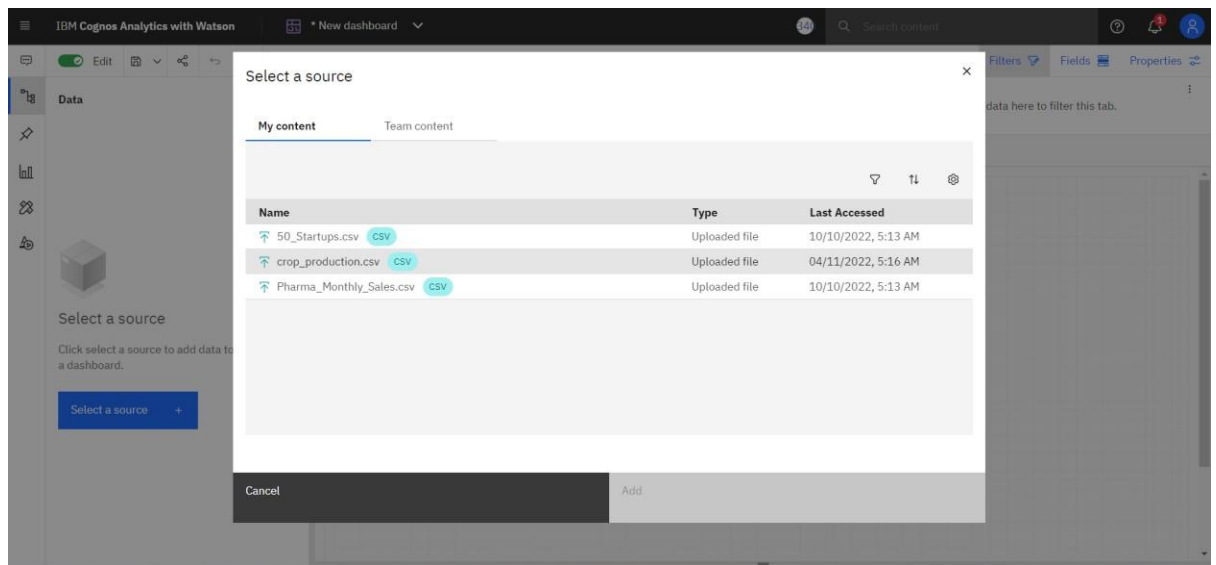 IBM Cognos Analytics with Watson
* New dashboard
Search content
1
Edit
Filters
Fields
Properties
Data
data here to filter this tab.
Select a source
Click select a source to add data to
a dashboard.
Select a source +
Select a source
My content
Team content
Name Type Last Accessed
50_Startups.csv CSV Uploaded file 10/10/2022, 5:13 AM
crop_production.csv CSV Uploaded file 04/11/2022, 5:16 AM
Pharma_Monthly_Sales.csv CSV Uploaded file 10/10/2022, 5:13 AM
Cancel
Add